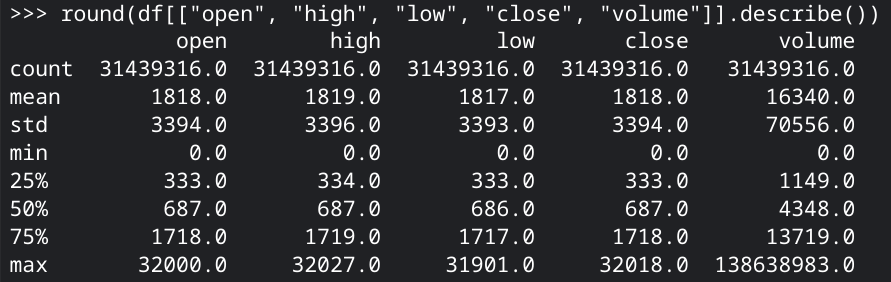 >>> round(df[["open", "high", "low", "close", "volume"]].describe())
open high low close volume
count 31439316.0 31439316.0 31439316.0 31439316.0 31439316.0
mean 1818.0 1819.0 1817.0 1818.0 16340.0
std 3394.0 3396.0 3393.0 3394.0 70556.0
min 0.0 0.0 0.0 0.0 0.0
25% 333.0 334.0 333.0 333.0 1149.0
50% 687.0 687.0 686.0 687.0 4348.0
75% 1718.0 1719.0 1717.0 1718.0 13719.0
max 32000.0 32027.0 31901.0 32018.0 138638983.0